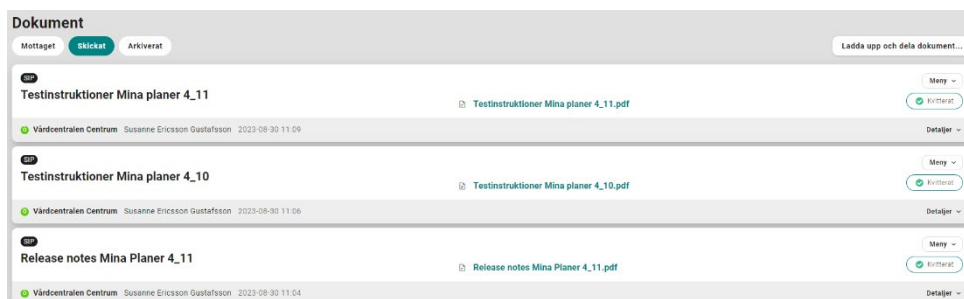 Dokument
Mottaget Skickat Arkiverat Ladda upp och dela dokument...
SIP Meny
Testinstruktioner Mina planer 4_11 Testinstruktioner Mina planer 4_11.pdf Kvitterat
Vårdcentralen Centrum Susanne Ericsson Gustafsson 2023-08-30 11:09 Detaljer
SIP Meny
Testinstruktioner Mina planer 4_10 Testinstruktioner Mina planer 4_10.pdf Kvitterat
Vårdcentralen Centrum Susanne Ericsson Gustafsson 2023-08-30 11:06 Detaljer
SIP Meny
Release notes Mina Planer 4_11 Release notes Mina Planer 4_11.pdf Kvitterat
Vårdcentralen Centrum Susanne Ericsson Gustafsson 2023-08-30 11:04 Detaljer